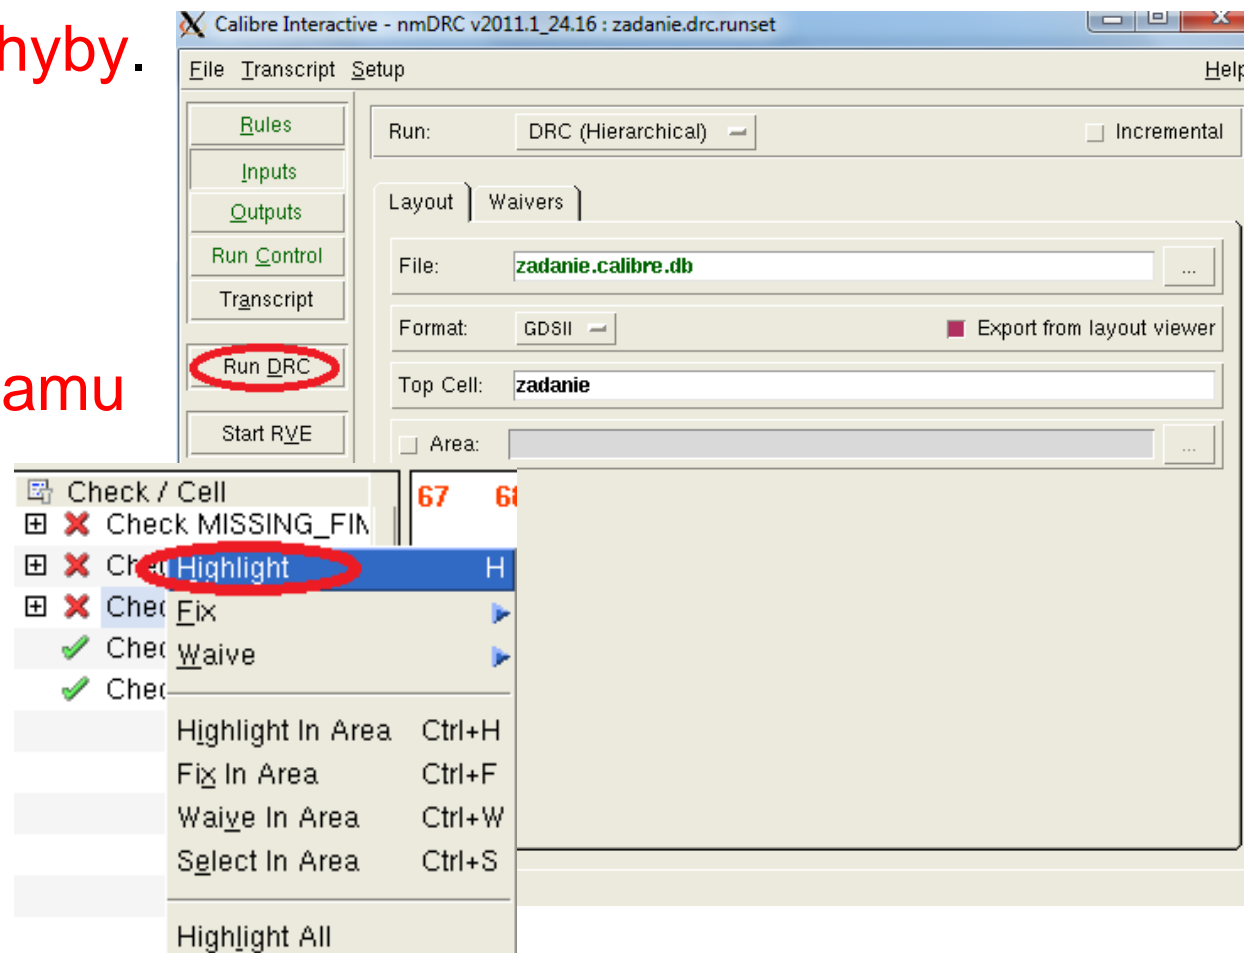 hyby.
amu
Calibre Interactive - nmDRC v2011.1_24.16 : zadanie.drc.runset
File Transcript Setup Help
Rules
Inputs
Outputs
Run Control
Transcript
Run DRC
Start RVE
Run: DRC (Hierarchical) Incremental
Layout Waivers
File: zadanie.calibre.db ...
Format: GDSII Export from layout viewer
Top Cell: zadanie
Area: ...
Check / Cell
Check MISSING_FIN
67
Highlight H
Fix
Waive
Highlight In Area Ctrl+H
Fix In Area Ctrl+F
Waive In Area Ctrl+W
Select In Area Ctrl+S
Highlight All